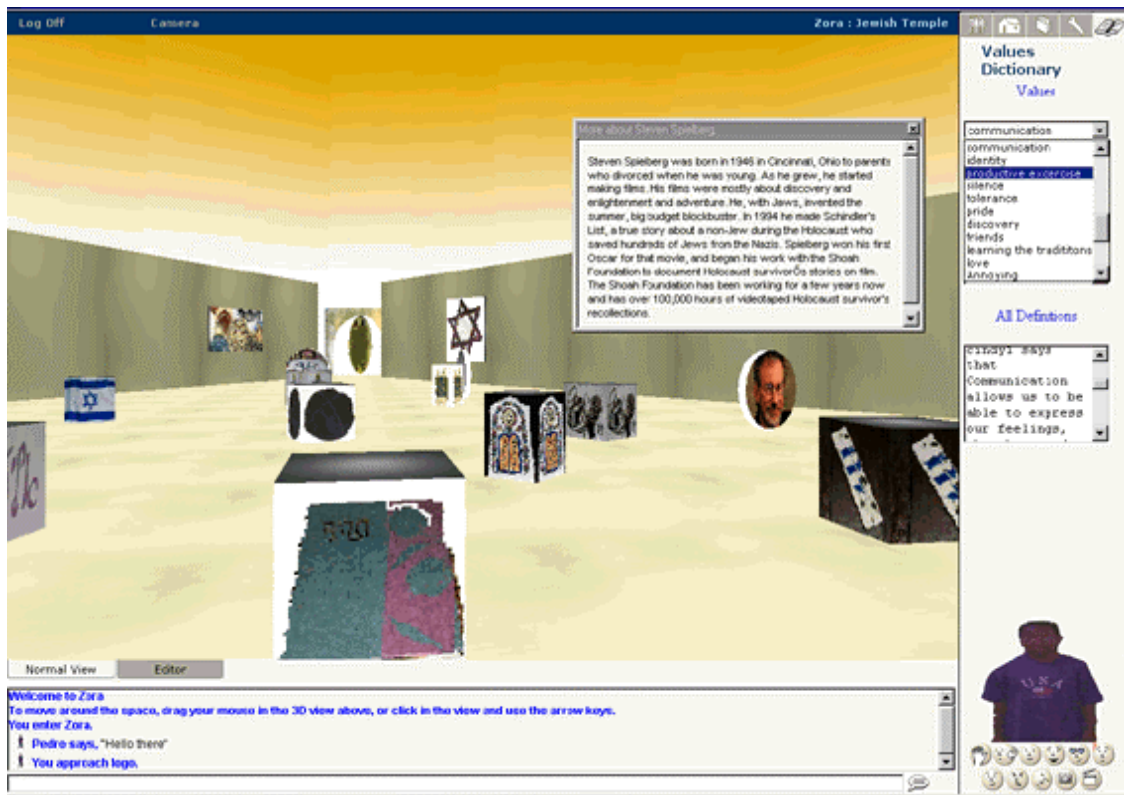 Log Off
Camera
Zora : Jewish Temple
Values
Dictionary
Values
communication
communication
identity
productive excercise
silence
tolerance
pride
discovery
friends
learning the tradititons
love
Annoying
All Defintions
cindyl says
that
Communication
allows us to be
able to express
our feelings,
More about Steven Spielberg
Steven Spielberg was born in 1946 in Cincinnati, Ohio to parents
who divorced when he was young. As he grew, he started
making films. His films were mostly about discovery and
enlightenment and adventure. He, with Jaws, invented the
summer, big budget blockbuster. In 1994 he made Schindler's
List, a true story about a non-Jew during the Holocaust who
saved hundreds of Jews from the Nazis. Spielberg won his first
Oscar for that movie, and began his work with the Shoah
Foundation to document Holocaust survivorÕs stories on film.
The Shoah Foundation has been working for a few years now
and has over 100,000 hours of videotaped Holocaust survivor's
recollections.
Normal View
Editor
Welcome to Zora
To move around the space, drag your mouse in the 3D view above, or click in the view and use the arrow keys.
You enter Zora.
Pedro says, "Hello there"
You approach logo.